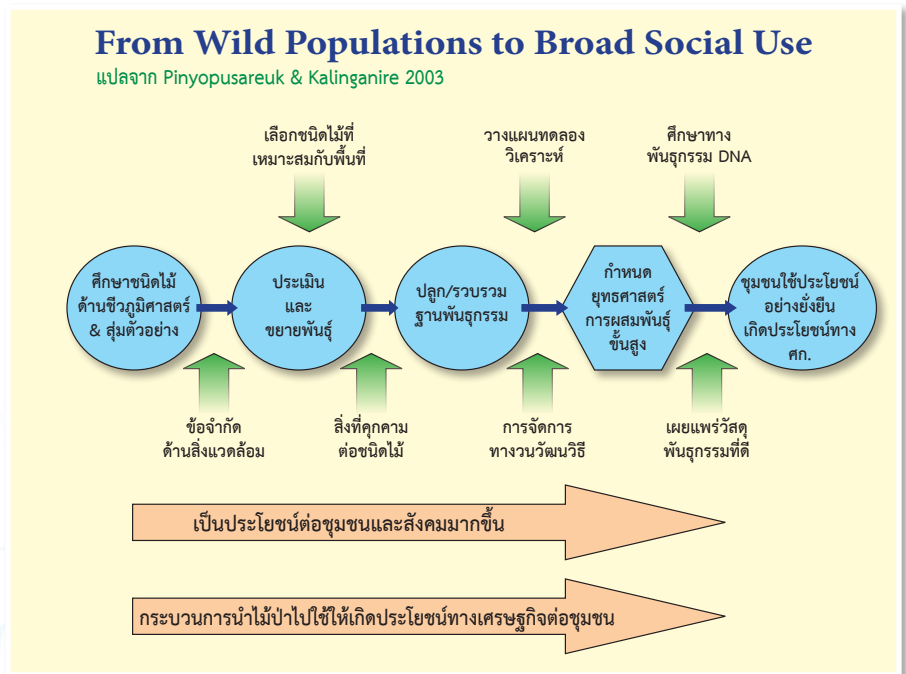 From Wild Populations to Broad Social Use
แปลจาก Pinyopusareuk & Kalinganire 2003
เลือกชนิดไม้ที่
เหมาะสมกับพื้นที่
วางแผนทดลอง
วิเคราะห์
ศึกษาทาง
พันธุกรรม DNA
ศึกษาชนิดไม้
ด้านชีวภูมิศาสตร์
& สุ่มตัวอย่าง
ประเมิน
และ
ขยายพันธุ์
ปลูก/รวบรวม
ฐานพันธุกรรม
กำหนด
ยุทธศาสตร์
การผสมพันธุ์
ขั้นสูง
ชุมชนใช้ประโยชน์
อย่างยั่งยืน
เกิดประโยชน์ทาง
ศก.
ข้อจำกัด
ด้านสิ่งแวดล้อม
สิ่งที่คุกคาม
ต่อชนิดไม้
การจัดการ
ทางวนวัฒนวิธี
เผยแพร่วัสดุ
พันธุกรรมที่ดี
เป็นประโยชน์ต่อชุมชนและสังคมมากขึ้น
กระบวนการนำไม้ป่าไปใช้ให้เกิดประโยชน์ทางเศรษฐกิจต่อชุมชน